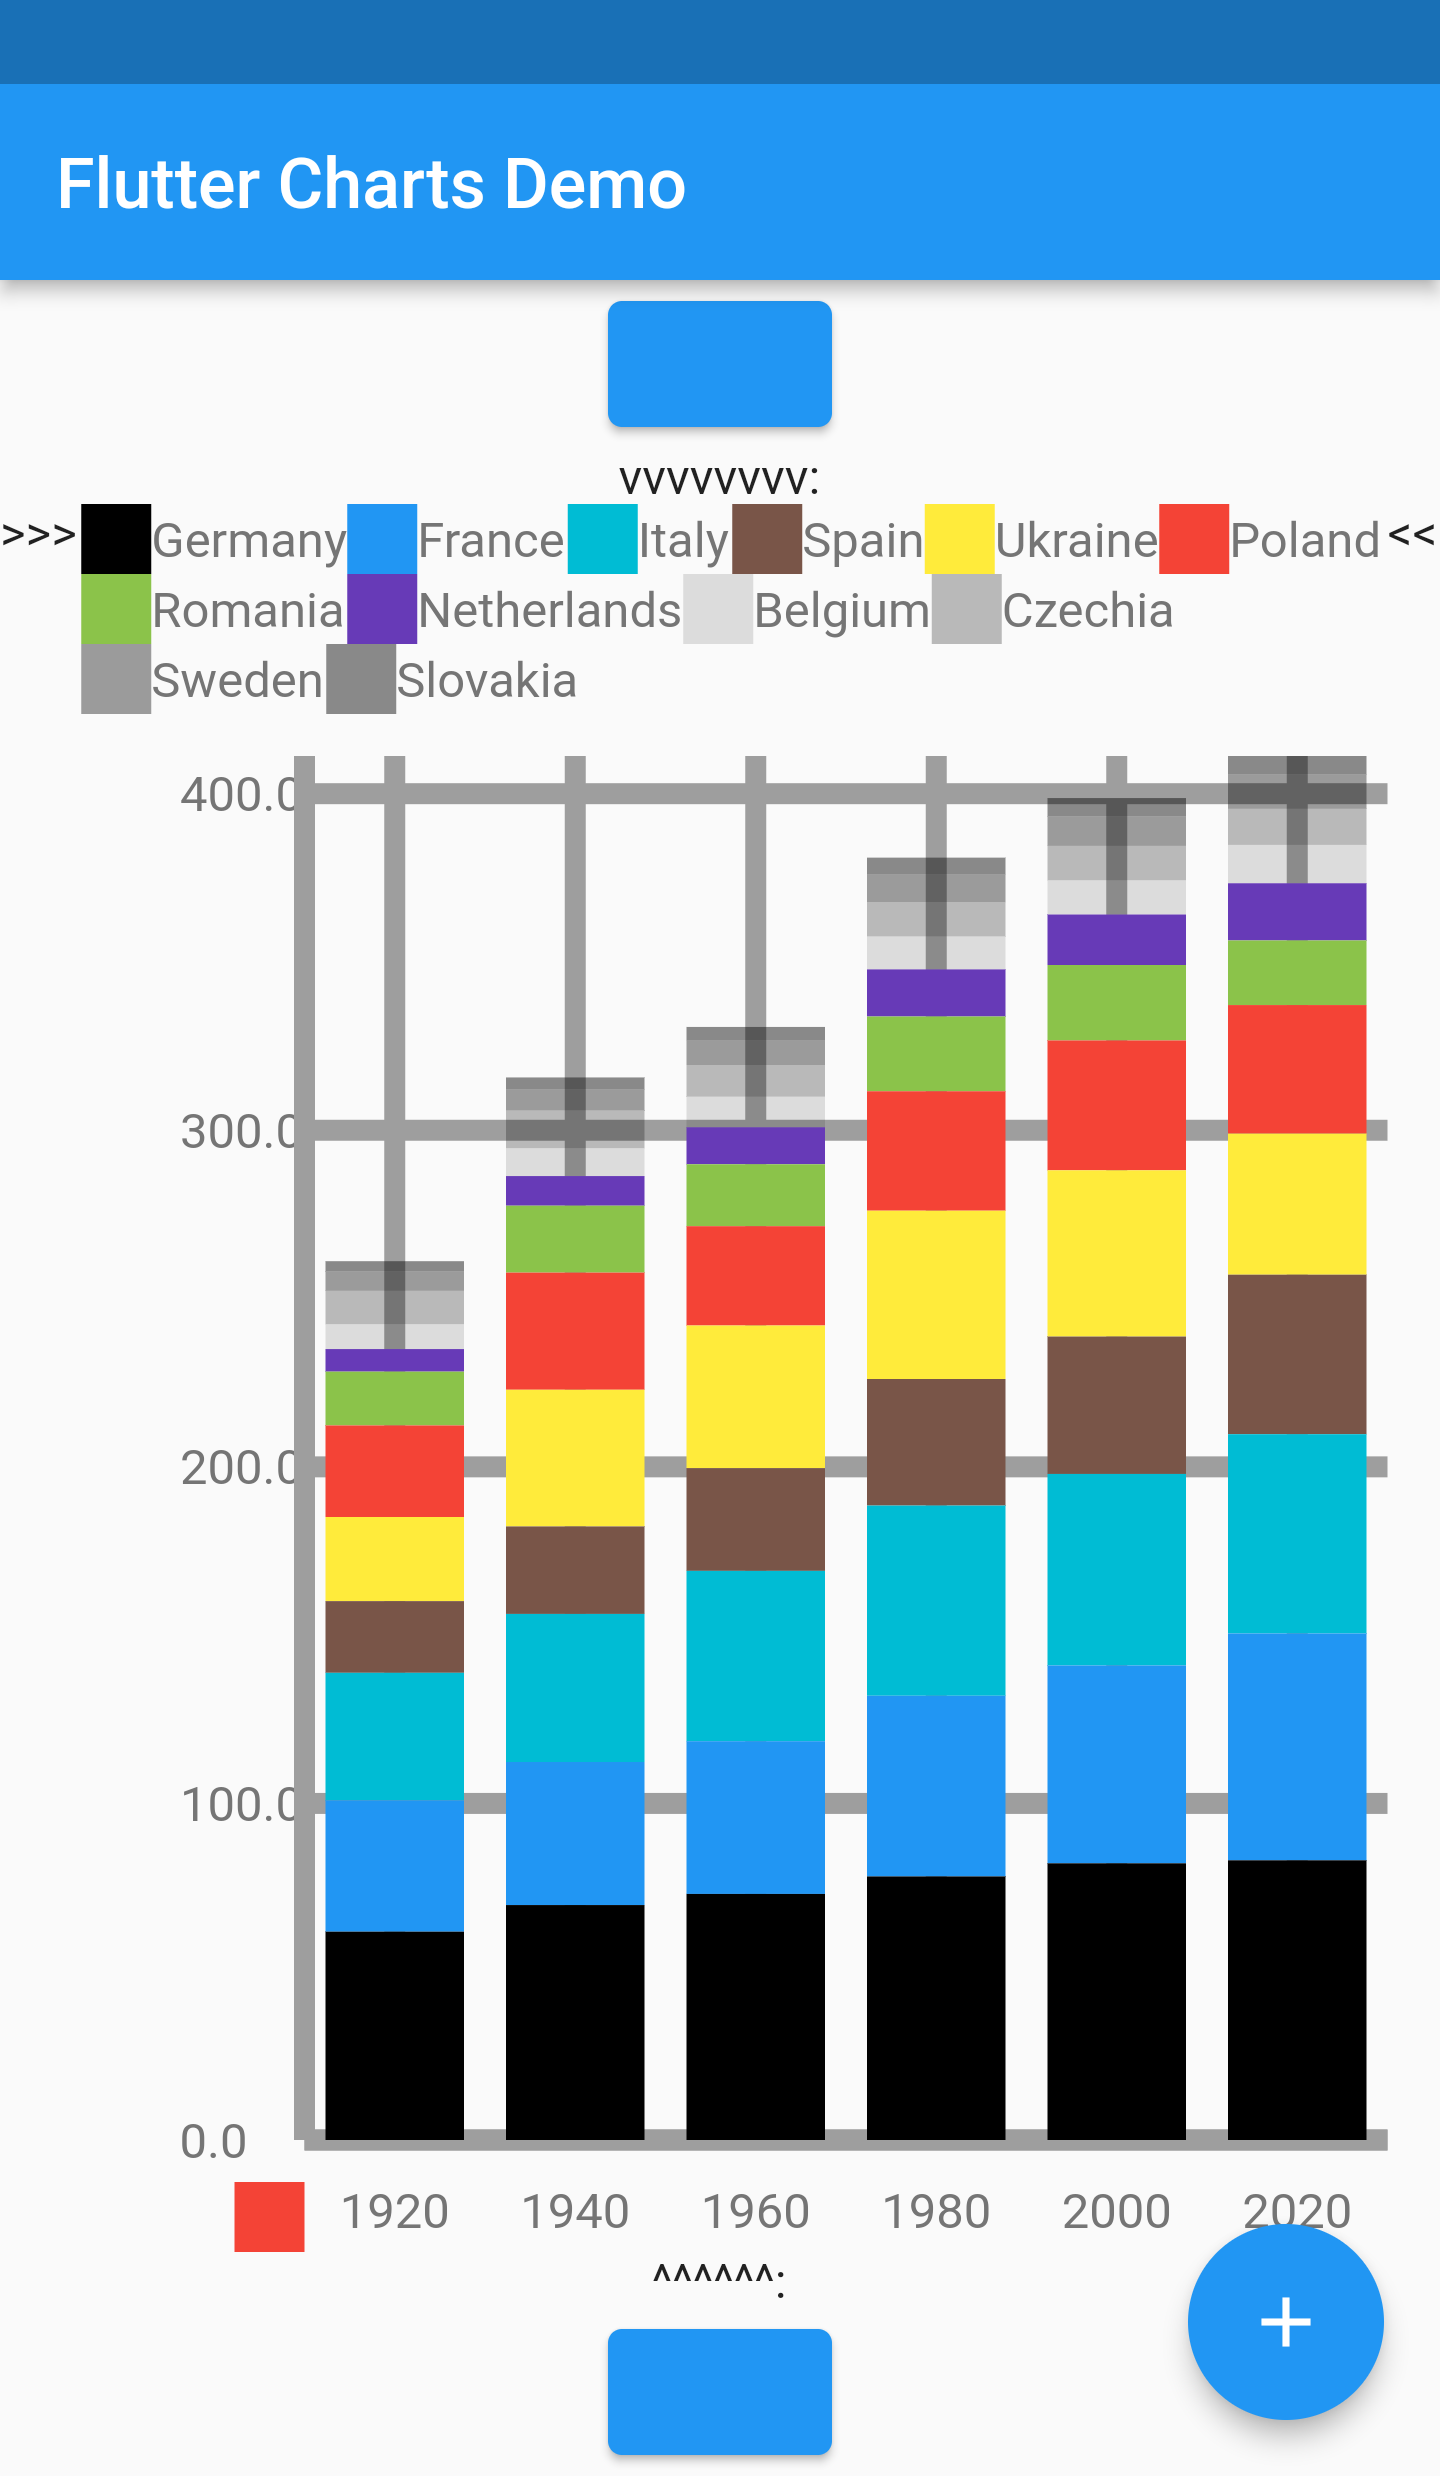 Flutter Charts Demo
vvvvvvvv:
>>> Germany France Italy Spain Ukraine Poland <<
Romania Netherlands Belgium Czechia
Sweden Slovakia
400.0
300.0
200.0
100.0
0.0
1920 1940 1960 1980 2000 2020
^^^^^^:
+